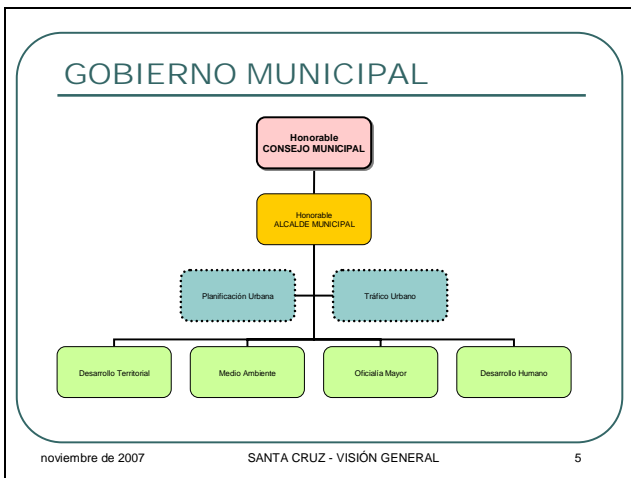 GOBIERNO MUNICIPAL
Honorable
CONSEJO MUNICIPAL
Honorable
ALCALDE MUNICIPAL
Planificación Urbana
Tráfico Urbano
Desarrollo Territorial
Medio Ambiente
Oficialía Mayor
Desarrollo Humano
noviembre de 2007
SANTA CRUZ - VISIÓN GENERAL
5